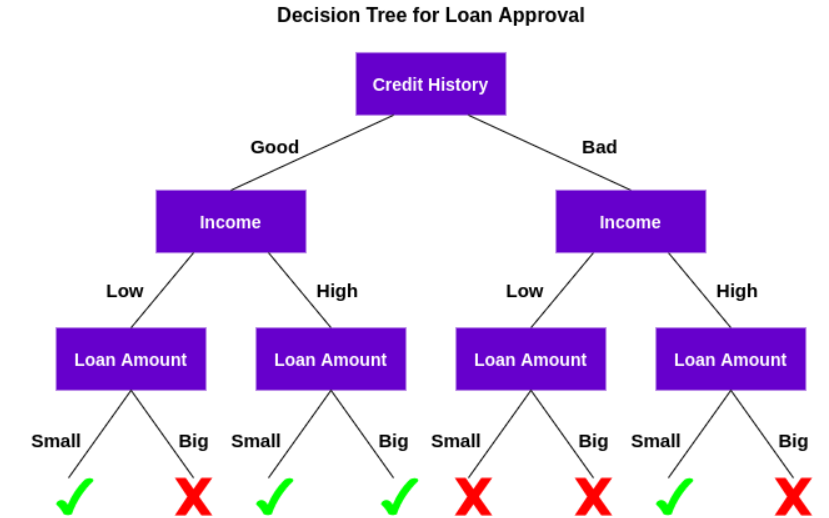 Decision Tree for Loan Approval
Credit History
Good Bad
Income Income
Low High Low High
Loan Amount Loan Amount Loan Amount Loan Amount
Small Big Small Big Small Big Small Big